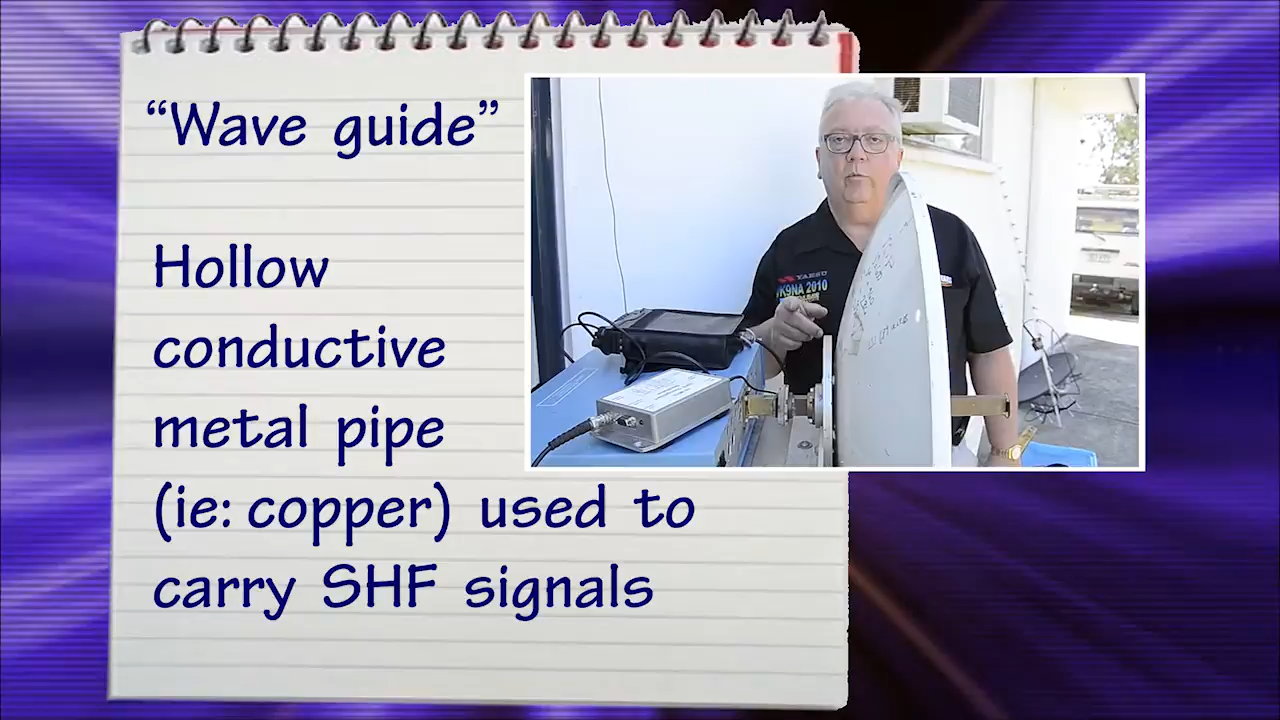 “Wave guide”
Hollow
conductive
metal pipe
(ie: copper) used to
carry SHF signals
YAESU
VK9NA 2010